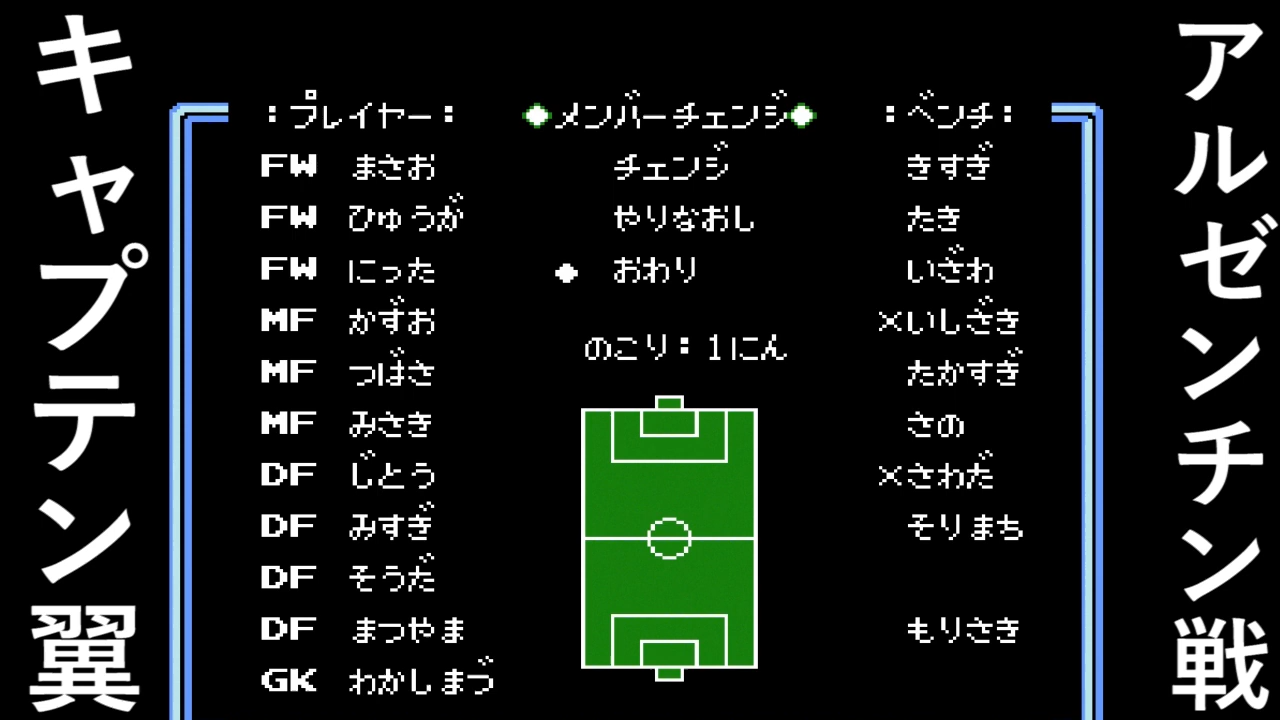 キャプテン翼
:プレイヤー: ◆メンバーチェンジ◆ :ベンチ:
FW まさお チェンジ きすぎ
FW ひゅうが やりなおし たき
FW にった ◆ おわり いざわ
MF かずお ×いしざき
のこり:1にん
MF つばさ たかすぎ
MF みさき さの
DF じとう ×さわだ
DF みすぎ そりまち
DF そうだ
DF まつやま もりさき
GK わかしまづ
アルゼンチン戦